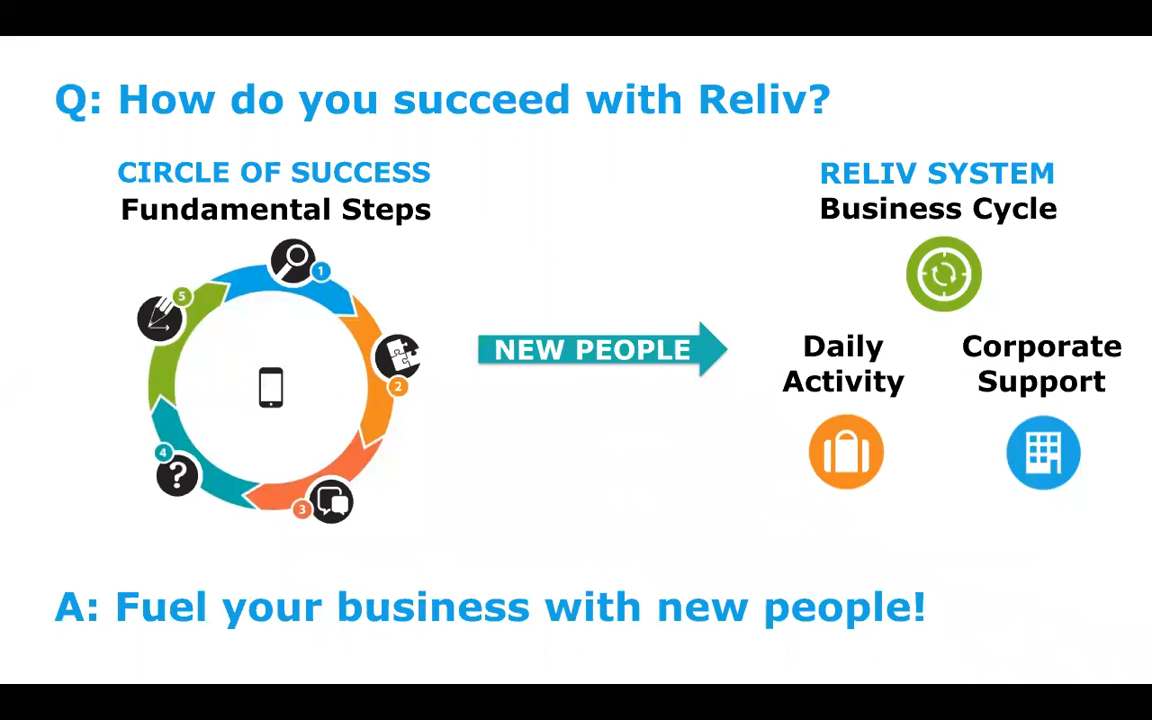 Q: How do you succeed with Reliv?
CIRCLE OF SUCCESS
Fundamental Steps
1
2
3
4
?
5
NEW PEOPLE
RELIV SYSTEM
Business Cycle
Daily
Activity
Corporate
Support
A: Fuel your business with new people!